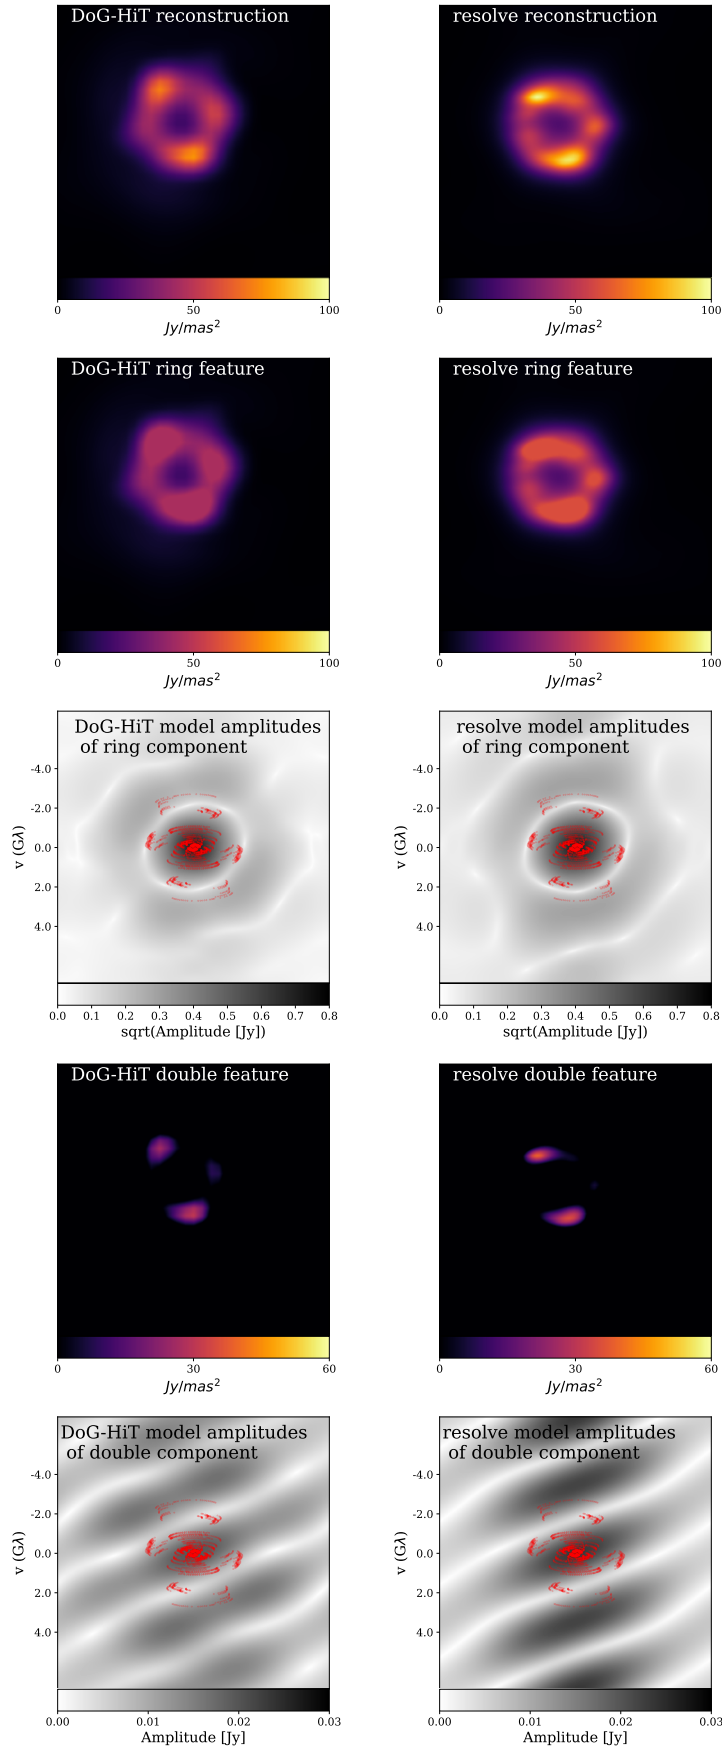 DoG-HiT reconstruction
resolve reconstruction
0 50 100
Jy/mas²
0 50 100
Jy/mas²
DoG-HiT ring feature
resolve ring feature
0 50 100
Jy/mas²
0 50 100
Jy/mas²
DoG-HiT model amplitudes
of ring component
-4.0
-2.0
0.0
2.0
4.0
v (Gλ)
0.0 0.1 0.2 0.3 0.4 0.5 0.6 0.7 0.8
sqrt(Amplitude [Jy])
resolve model amplitudes
of ring component
-4.0
-2.0
0.0
2.0
4.0
v (Gλ)
0.0 0.1 0.2 0.3 0.4 0.5 0.6 0.7 0.8
sqrt(Amplitude [Jy])
DoG-HiT double feature
resolve double feature
0 30 60
Jy/mas²
0 30 60
Jy/mas²
DoG-HiT model amplitudes
of double component
-4.0
-2.0
0.0
2.0
4.0
v (Gλ)
0.00 0.01 0.02 0.03
Amplitude [Jy]
resolve model amplitudes
of double component
-4.0
-2.0
0.0
2.0
4.0
v (Gλ)
0.00 0.01 0.02 0.03
Amplitude [Jy]